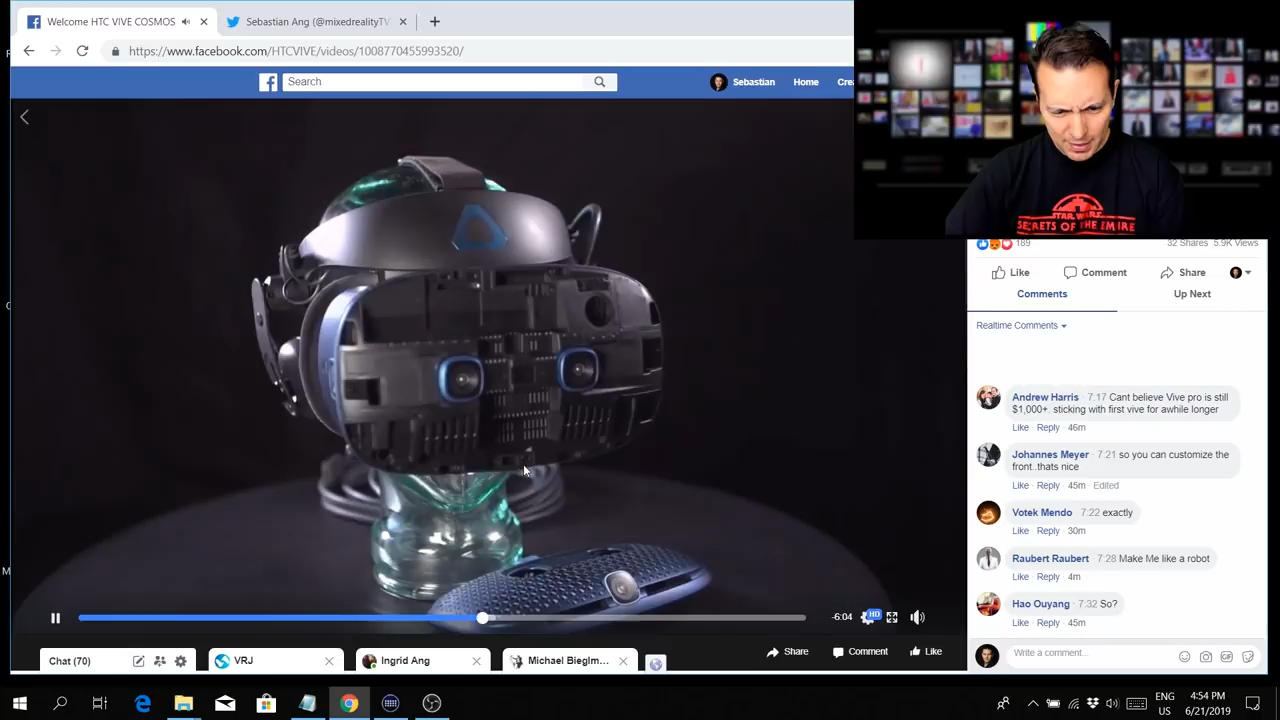 Welcome HTC VIVE COSMOS
Sebastian Ang (@mixedrealityTV
https://www.facebook.com/HTCVIVE/videos/1008770455993520/
Search
Sebastian
Home
Cre
STAR WARS
SECRETS OF THE EMPIRE
189
32 Shares 5.9K Views
Like
Comment
Share
Comments
Up Next
Realtime Comments
Andrew Harris 7:17 Cant believe Vive pro is still
$1,000+. sticking with first vive for awhile longer
Like · Reply · 46m
Johannes Meyer 7:21 so you can customize the
front..thats nice
Like · Reply · 45m · Edited
Votek Mendo 7:22 exactly
Like · Reply · 30m
Raubert Raubert 7:28 Make Me like a robot
Like · Reply · 4m
Hao Ouyang 7:32 So?
Like · Reply · 45m
-6:04
HD
Chat (70)
VRJ
Ingrid Ang
Michael Bieglm...
Share
Comment
Like
Write a comment...
GIF
ENG
US
4:54 PM
6/21/2019